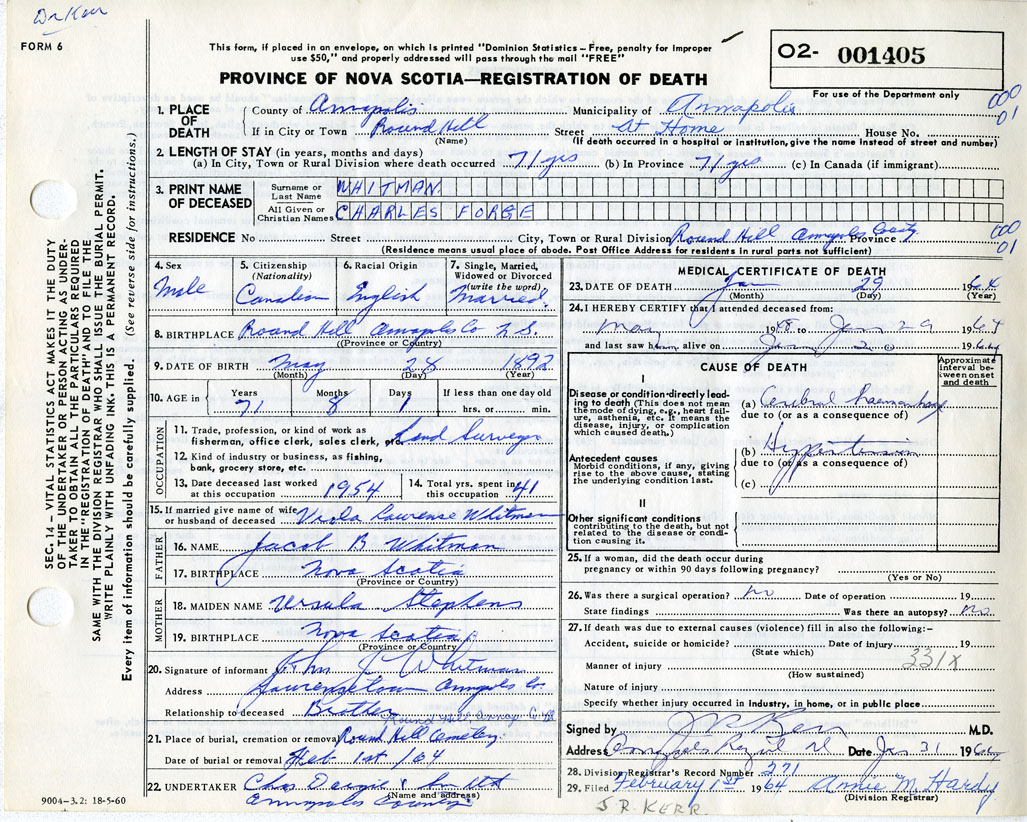 Dr Kerr
FORM 6
This form, if placed in an envelope, on which is printed "Dominion Statistics – Free, penalty for improper
use $50," and properly addressed will pass through the mail "FREE"
PROVINCE OF NOVA SCOTIA—REGISTRATION OF DEATH
O2- 001405
For use of the Department only
000
01
1. PLACE OF DEATH
County of Annapolis Municipality of Annapolis
If in City or Town Round Hill Street At Home House No.
(Name) (If death occurred in a hospital or institution, give the name instead of street and number)
2. LENGTH OF STAY (in years, months and days)
(a) In City, Town or Rural Division where death occurred 71 yrs (b) In Province 71 yrs (c) In Canada (if immigrant)
3. PRINT NAME OF DECEASED
Surname or Last Name WHITMAN
All Given or Christian Names CHARLES FORBE
RESIDENCE No Street City, Town or Rural Division Round Hill Annapolis County Province
000
01
(Residence means usual place of abode. Post Office Address for residents in rural parts not sufficient)
4. Sex Male
5. Citizenship (Nationality) Canadian
6. Racial Origin English
7. Single, Married, Widowed or Divorced (write the word) Married
8. BIRTHPLACE Round Hill Annapolis Co N.S.
(Province or Country)
9. DATE OF BIRTH May 28 1892
(Month) (Day) (Year)
10. AGE in Years 71 Months 8 Days 1 If less than one day old hrs. or min.
OCCUPATION
11. Trade, profession, or kind of work as
fisherman, office clerk, sales clerk, etc. Land Surveyor
12. Kind of industry or business, as fishing,
bank, grocery store, etc.
13. Date deceased last worked at this occupation 1954
14. Total yrs. spent in this occupation 41
15. If married give name of wife or husband of deceased Viola Lawrense Whitman
FATHER
16. NAME Jacob B Whitman
17. BIRTHPLACE Nova Scotia
(Province or Country)
MOTHER
18. MAIDEN NAME Ursula Stephens
19. BIRTHPLACE Nova Scotia
(Province or Country)
20. Signature of informant John J Whitman
Address Lawrensetown Annapolis Co.
Relationship to deceased Brother
Round Hill, Annap. Co.
21. Place of burial, cremation or removal Round Hill Cemetery
Date of burial or removal Feb 1st /64
22. UNDERTAKER Chas
Annapolis County
(Name and address)
9004–3.2: 18-5-60
SEC. 14 – VITAL STATISTICS ACT MAKES IT THE DUTY
OF THE UNDERTAKER OR PERSON ACTING AS UNDER-
TAKER TO OBTAIN ALL THE PARTICULARS REQUIRED
IN THE "REGISTRATION OF DEATH" AND TO FILE THE
SAME WITH THE DIVISION REGISTRAR WHO SHALL ISSUE THE BURIAL PERMIT.
WRITE PLAINLY WITH UNFADING INK. THIS IS A PERMANENT RECORD.
Every item of information should be carefully supplied. (See reverse side for instructions.)
MEDICAL CERTIFICATE OF DEATH
23. DATE OF DEATH Jan 29 1964
(Month) (Day) (Year)
24. I HEREBY CERTIFY that I attended deceased from:
May 1958 to Jan 29 1964
and last saw him alive on Jan 20 1964
CAUSE OF DEATH
Approximate interval between onset and death
I
Disease or condition directly leading to death (This does not mean the mode of dying, e.g., heart failure, asthenia, etc. It means the disease, injury, or complication which caused death.)
(a) Cerebral haemorrhage
due to (or as a consequence of)
Antecedent causes
Morbid conditions, if any, giving rise to the above cause, stating the underlying condition last.
(b) Hypertension
due to (or as a consequence of)
(c)
II
Other significant conditions
contributing to the death, but not related to the disease or condition causing it.
25. If a woman, did the death occur during
pregnancy or within 90 days following pregnancy?
(Yes or No)
26. Was there a surgical operation? no Date of operation 19
State findings Was there an autopsy? no
27. If death was due to external causes (violence) fill in also the following:–
Accident, suicide or homicide? Date of injury 19
(State which) 331X
Manner of injury
(How sustained)
Nature of injury
Specify whether injury occurred in industry, in home, or in public place
Signed by J R Kerr M.D.
Address Annapolis Royal Date Jan 31 1964
28. Division Registrar's Record Number 271
29. Filed February 1st 1964 Annie M. Hardy
(Division Registrar)
J R. KERR